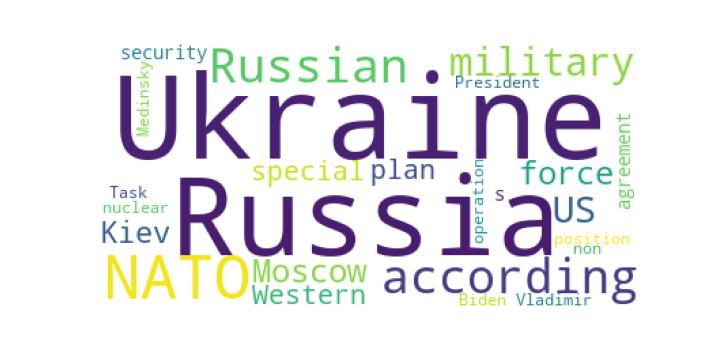 security
Russian
military
Medinsky
President
Ukraine
special
plan
force
agreement
operation
Task
nuclear
s
US
Russia
Kiev
position
non
NATO
Moscow
according
Western
Biden
Vladimir